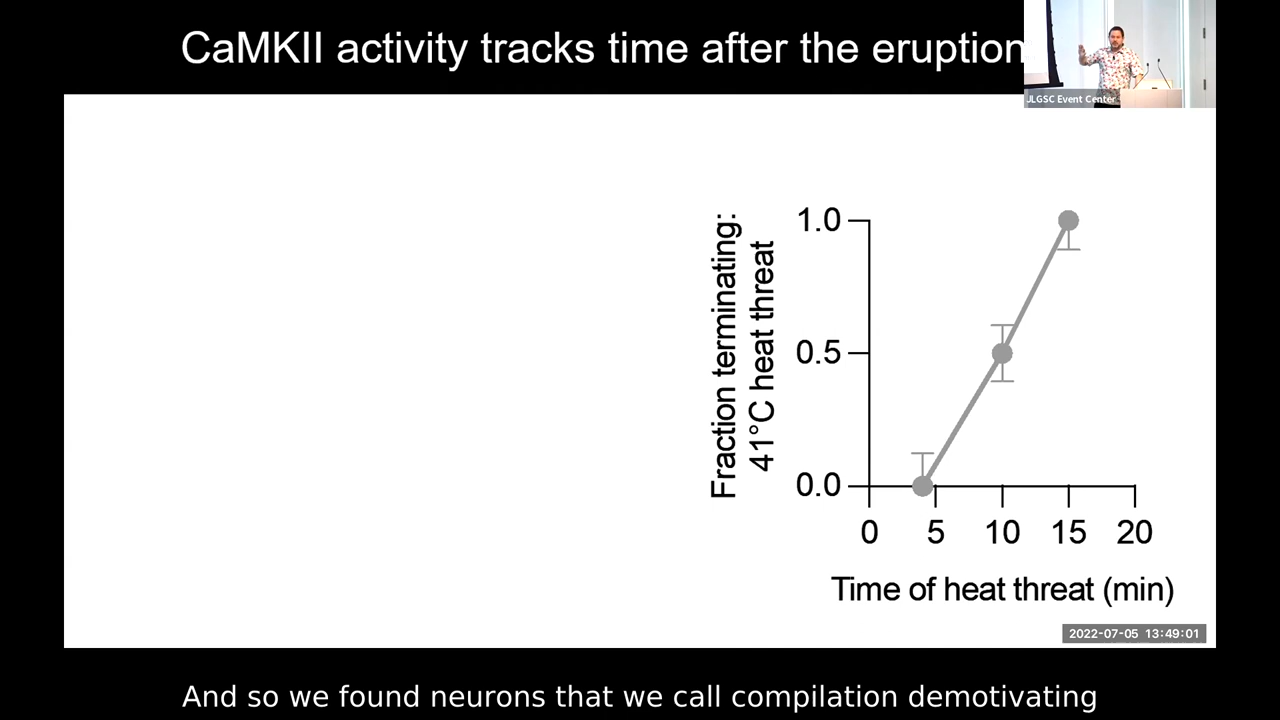 CaMKII activity tracks time after the eruption
JLGSC Event Center
Fraction terminating:
41°C heat threat
1.0
0.5
0.0
0 5 10 15 20
Time of heat threat (min)
2022-07-05 13:49:01
And so we found neurons that we call compilation demotivating